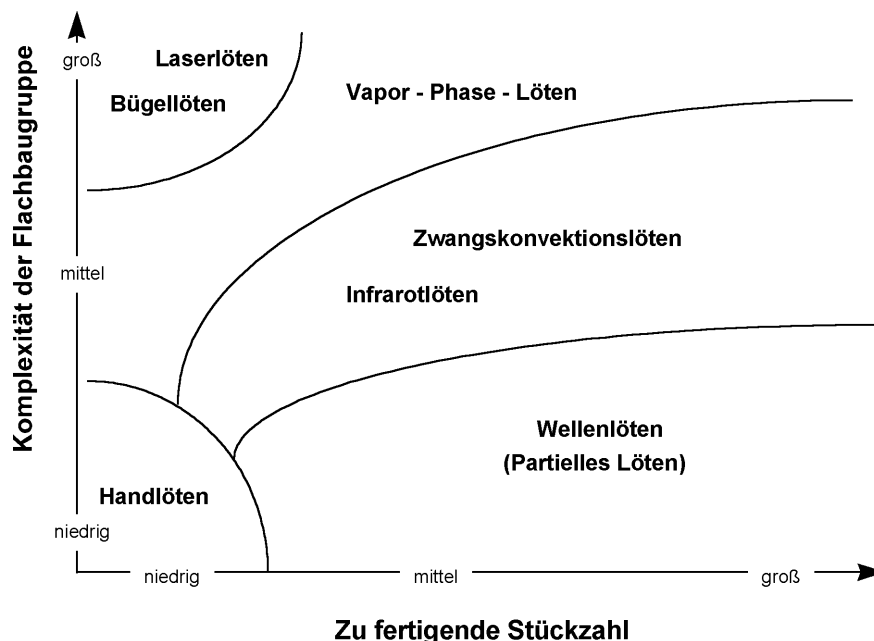 groß
Laserlöten
Bügellöten
Vapor - Phase - Löten
Komplexität der Flachbaugruppe
Zwangskonvektionslöten
mittel
Infrarotlöten
Wellenlöten
(Partielles Löten)
Handlöten
niedrig
niedrig
mittel
groß
Zu fertigende Stückzahl